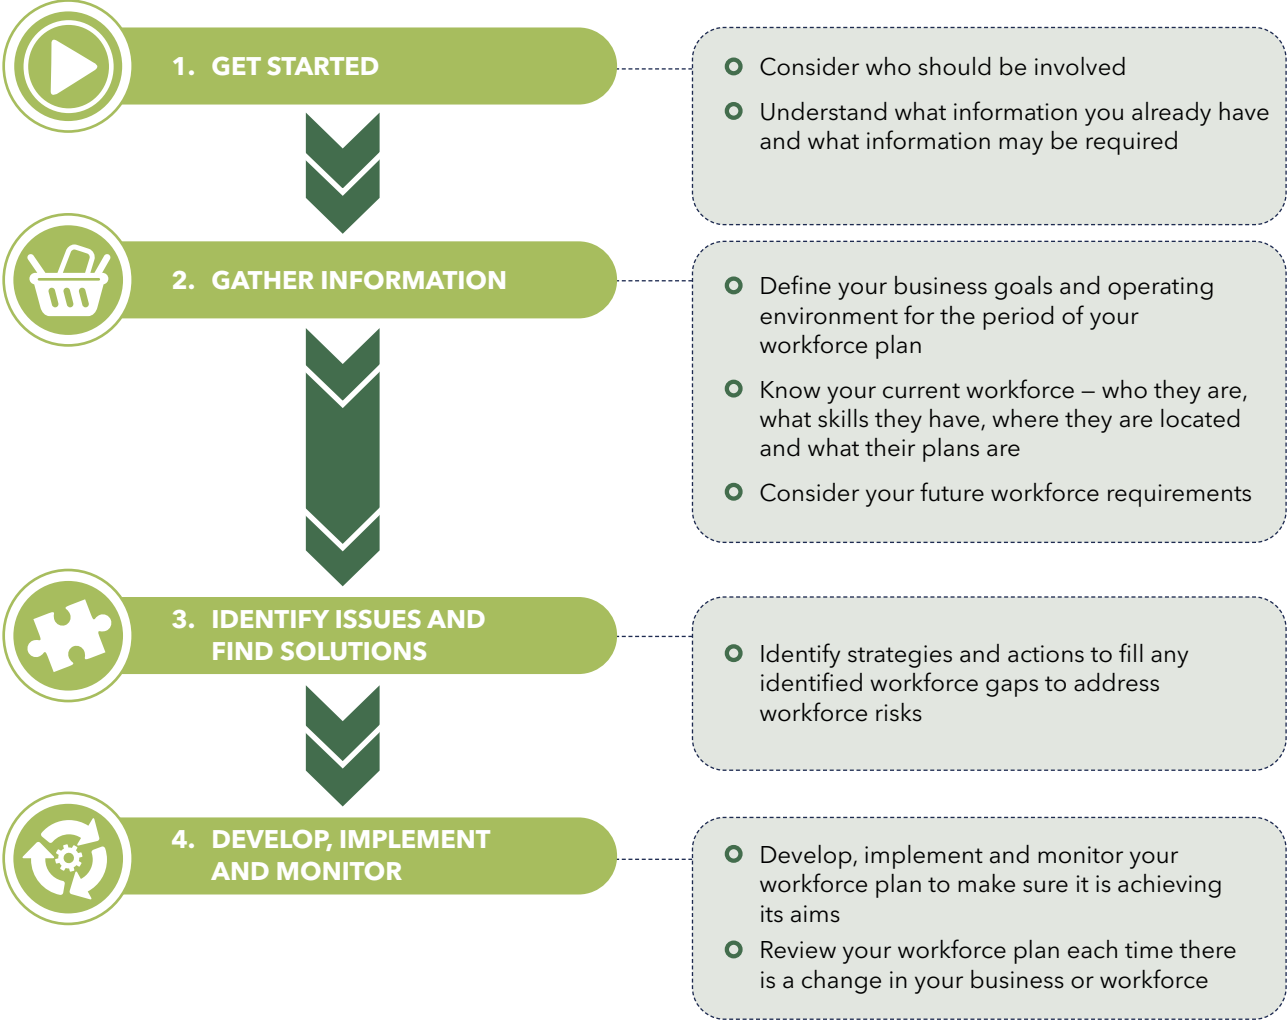 1. GET STARTED
Consider who should be involved
Understand what information you already have
and what information may be required
2. GATHER INFORMATION
Define your business goals and operating
environment for the period of your
workforce plan
Know your current workforce – who they are,
what skills they have, where they are located
and what their plans are
Consider your future workforce requirements
3. IDENTIFY ISSUES AND
FIND SOLUTIONS
Identify strategies and actions to fill any
identified workforce gaps to address
workforce risks
4. DEVELOP, IMPLEMENT
AND MONITOR
Develop, implement and monitor your
workforce plan to make sure it is achieving
its aims
Review your workforce plan each time there
is a change in your business or workforce